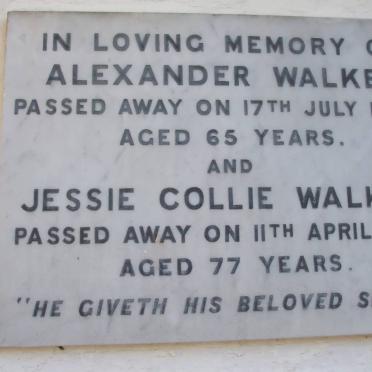 IN LOVING MEMORY O
ALEXANDER WALKE
PASSED AWAY ON 17TH JULY
AGED 65 YEARS.
AND
JESSIE COLLIE WALK
PASSED AWAY ON 11TH APRIL
AGED 77 YEARS.
"HE GIVETH HIS BELOVED S